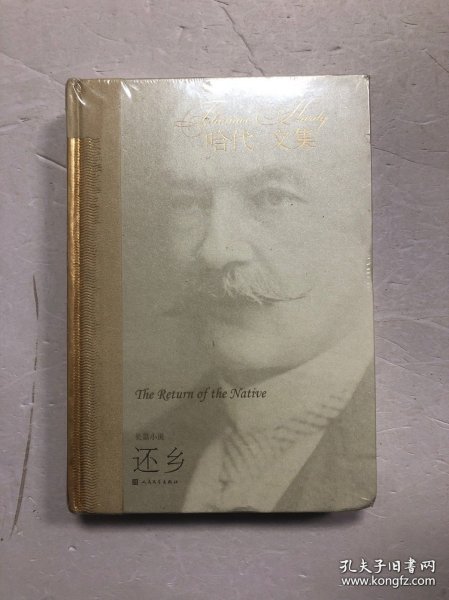 Thomas Hardy
哈代 文集
The Return of the Native
长篇小说
还乡
人民文学出版社
孔夫子旧书网
www.kongfz.com